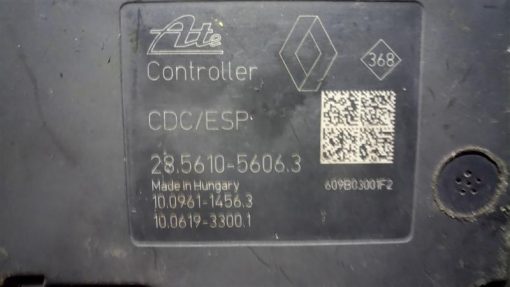 Ate
368
Controller
CDC/ESP
28.5610-5606.3
Made in Hungary
609B03001F2
10.0961-1456.3
10.0619-3300.1